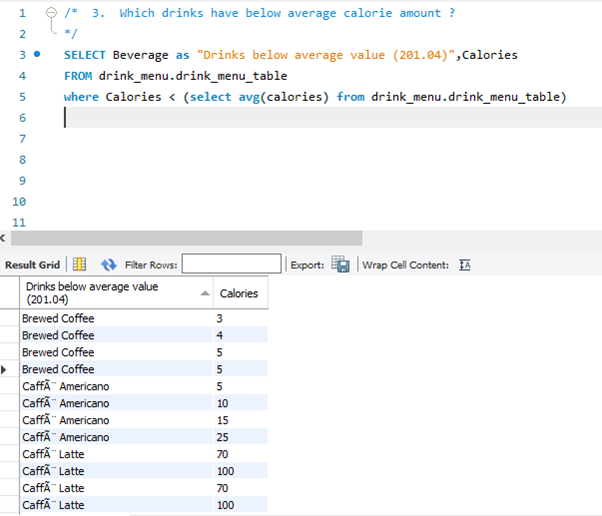 1 /* 3. Which drinks have below average calorie amount ?
2 */
3 SELECT Beverage as "Drinks below average value (201.04)",Calories
4 FROM drink_menu.drink_menu_table
5 where Calories < (select avg(calories) from drink_menu.drink_menu_table)
6
7
8
9
10
11
Result Grid Filter Rows: Export: Wrap Cell Content: IA
Drinks below average value
(201.04) Calories
Brewed Coffee 3
Brewed Coffee 4
Brewed Coffee 5
Brewed Coffee 5
CaffÃ¨ Americano 5
CaffÃ¨ Americano 10
CaffÃ¨ Americano 15
CaffÃ¨ Americano 25
CaffÃ¨ Latte 70
CaffÃ¨ Latte 100
CaffÃ¨ Latte 70
CaffÃ¨ Latte 100